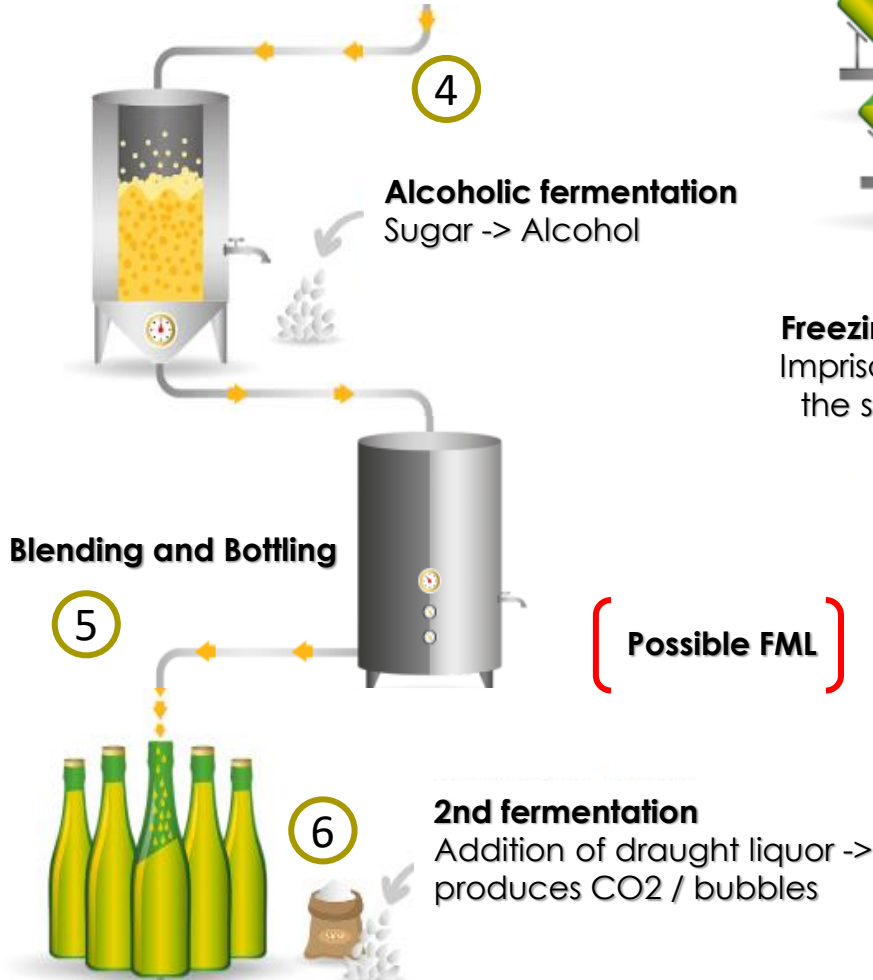 4
Alcoholic fermentation
Sugar -> Alcohol
the s
Blending and Bottling
5
Possible FML
6
2nd fermentation
Addition of draught liquor ->
produces CO2 / bubbles